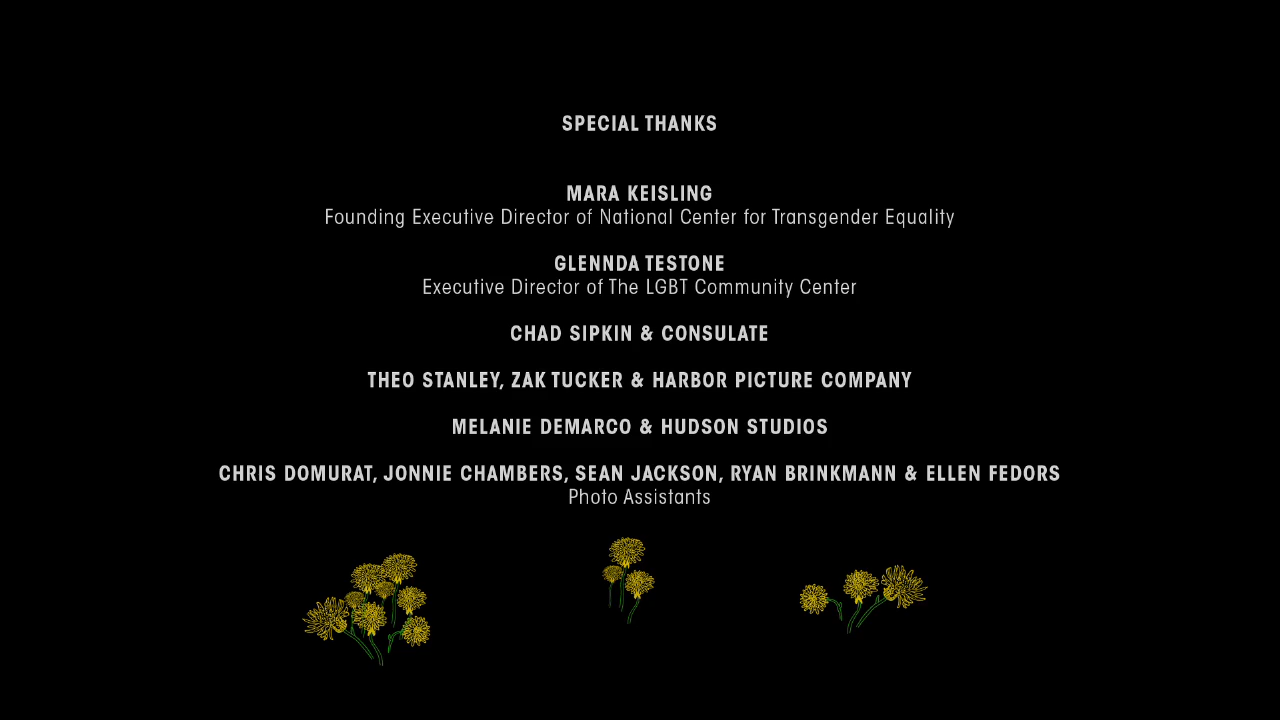 SPECIAL THANKS
MARA KEISLING
Founding Executive Director of National Center for Transgender Equality
GLENNDA TESTONE
Executive Director of The LGBT Community Center
CHAD SIPKIN & CONSULATE
THEO STANLEY, ZAK TUCKER & HARBOR PICTURE COMPANY
MELANIE DEMARCO & HUDSON STUDIOS
CHRIS DOMURAT, JONNIE CHAMBERS, SEAN JACKSON, RYAN BRINKMANN & ELLEN FEDORS
Photo Assistants